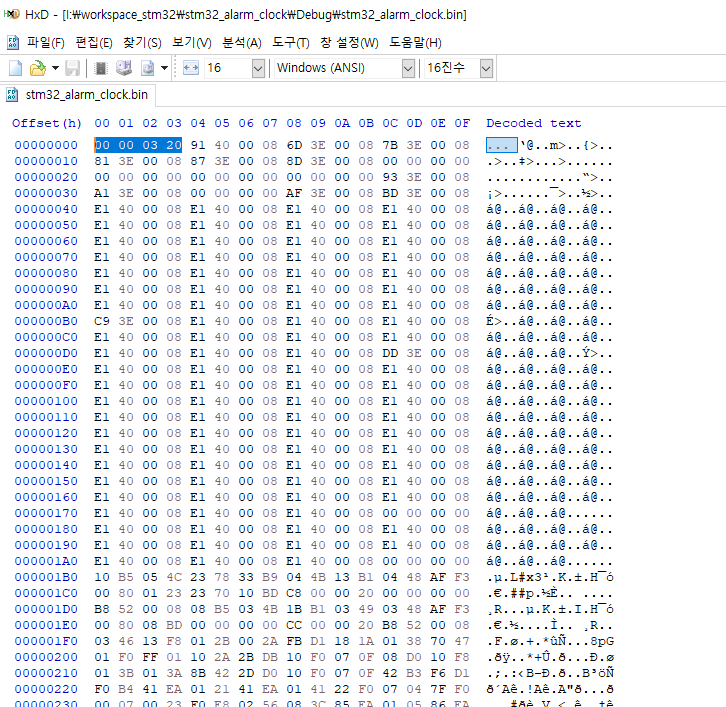 HxD - [I:₩workspace_stm32₩stm32_alarm_clock₩Debug₩stm32_alarm_clock.bin]
파일(F) 편집(E) 찾기(S) 보기(V) 분석(A) 도구(T) 창 설정(W) 도움말(H)
16 Windows (ANSI) 16진수
stm32_alarm_clock.bin
Offset(h) 00 01 02 03 04 05 06 07 08 09 0A 0B 0C 0D 0E 0F Decoded text
00000000 00 00 03 20 91 40 00 08 6D 3E 00 08 7B 3E 00 08 ... ‘@..m>..{>..
00000010 81 3E 00 08 87 3E 00 08 8D 3E 00 08 00 00 00 00 .>..‡>...>......
00000020 00 00 00 00 00 00 00 00 00 00 00 00 93 3E 00 08 ............“>..
00000030 A1 3E 00 08 00 00 00 00 AF 3E 00 08 BD 3E 00 08 ¡>......¯>..½>..
00000040 E1 40 00 08 E1 40 00 08 E1 40 00 08 E1 40 00 08 á@..á@..á@..á@..
00000050 E1 40 00 08 E1 40 00 08 E1 40 00 08 E1 40 00 08 á@..á@..á@..á@..
00000060 E1 40 00 08 E1 40 00 08 E1 40 00 08 E1 40 00 08 á@..á@..á@..á@..
00000070 E1 40 00 08 E1 40 00 08 E1 40 00 08 E1 40 00 08 á@..á@..á@..á@..
00000080 E1 40 00 08 E1 40 00 08 E1 40 00 08 E1 40 00 08 á@..á@..á@..á@..
00000090 E1 40 00 08 E1 40 00 08 E1 40 00 08 E1 40 00 08 á@..á@..á@..á@..
000000A0 E1 40 00 08 E1 40 00 08 E1 40 00 08 E1 40 00 08 á@..á@..á@..á@..
000000B0 C9 3E 00 08 E1 40 00 08 E1 40 00 08 E1 40 00 08 É>..á@..á@..á@..
000000C0 E1 40 00 08 E1 40 00 08 E1 40 00 08 E1 40 00 08 á@..á@..á@..á@..
000000D0 E1 40 00 08 E1 40 00 08 E1 40 00 08 DD 3E 00 08 á@..á@..á@..Ý>..
000000E0 E1 40 00 08 E1 40 00 08 E1 40 00 08 E1 40 00 08 á@..á@..á@..á@..
000000F0 E1 40 00 08 E1 40 00 08 E1 40 00 08 E1 40 00 08 á@..á@..á@..á@..
00000100 E1 40 00 08 E1 40 00 08 E1 40 00 08 E1 40 00 08 á@..á@..á@..á@..
00000110 E1 40 00 08 E1 40 00 08 E1 40 00 08 E1 40 00 08 á@..á@..á@..á@..
00000120 E1 40 00 08 E1 40 00 08 E1 40 00 08 E1 40 00 08 á@..á@..á@..á@..
00000130 E1 40 00 08 E1 40 00 08 E1 40 00 08 E1 40 00 08 á@..á@..á@..á@..
00000140 E1 40 00 08 E1 40 00 08 E1 40 00 08 E1 40 00 08 á@..á@..á@..á@..
00000150 E1 40 00 08 E1 40 00 08 E1 40 00 08 E1 40 00 08 á@..á@..á@..á@..
00000160 E1 40 00 08 E1 40 00 08 E1 40 00 08 E1 40 00 08 á@..á@..á@..á@..
00000170 E1 40 00 08 E1 40 00 08 E1 40 00 08 00 00 00 00 á@..á@..á@......
00000180 E1 40 00 08 E1 40 00 08 E1 40 00 08 E1 40 00 08 á@..á@..á@..á@..
00000190 E1 40 00 08 E1 40 00 08 E1 40 00 08 E1 40 00 08 á@..á@..á@..á@..
000001A0 E1 40 00 08 E1 40 00 08 E1 40 00 08 00 00 00 00 á@..á@..á@......
000001B0 10 B5 05 4C 23 78 33 B9 04 4B 13 B1 04 48 AF F3 .µ.L#x3¹.K.±.H¯ó
000001C0 00 80 01 23 23 70 10 BD C8 00 00 20 00 00 00 00 .€.##p.½È.. ....
000001D0 B8 52 00 08 08 B5 03 4B 1B B1 03 49 03 48 AF F3 ¸R...µ.K.±.I.H¯ó
000001E0 00 80 08 BD 00 00 00 00 CC 00 00 20 B8 52 00 08 .€.½....Ì.. ¸R..
000001F0 03 46 13 F8 01 2B 00 2A FB D1 18 1A 01 38 70 47 .F.ø.+.*ûÑ...8pG
00000200 01 F0 FF 01 10 2A 2B DB 10 F0 07 0F 08 D0 10 F8 .ðÿ..*+Û.ð...Ð.ø
00000210 01 3B 01 3A 8B 42 2D D0 10 F0 07 0F 42 B3 F6 D1 .;.:‹B-Ð.ð..B³öÑ
00000220 F0 B4 41 EA 01 21 41 EA 01 41 22 F0 07 04 7F F0 ð´Aê.!Aê.A"ð...ð